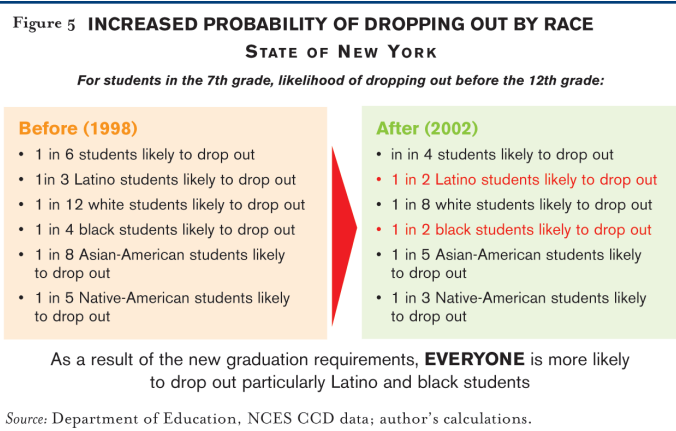 Figure 5 INCREASED PROBABILITY OF DROPPING OUT BY RACE
STATE OF NEW YORK
For students in the 7th grade, likelihood of dropping out before the 12th grade:
Before (1998)
• 1 in 6 students likely to drop out
• 1in 3 Latino students likely to drop out
• 1 in 12 white students likely to drop out
• 1 in 4 black students likely to drop out
• 1 in 8 Asian-American students likely
to drop out
• 1 in 5 Native-American students likely
to drop out
After (2002)
• in in 4 students likely to drop out
• 1 in 2 Latino students likely to drop out
• 1 in 8 white students likely to drop out
• 1 in 2 black students likely to drop out
• 1 in 5 Asian-American students likely
to drop out
• 1 in 3 Native-American students likely
to drop out
As a result of the new graduation requirements, EVERYONE is more likely
to drop out particularly Latino and black students
Source: Department of Education, NCES CCD data; author's calculations.